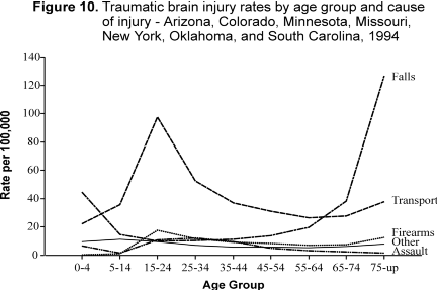 Figure 10. Traumatic brain injury rates by age group and cause
of injury - Arizona, Colorado, Minnesota, Missouri,
New York, Oklahoma, and South Carolina, 1994
Rate per 100,000
140
120
100
80
60
40
20
0
Falls
Transport
Firearms
Other
Assault
0-4 5-14 15-24 25-34 35-44 45-54 55-64 65-74 75-up
Age Group